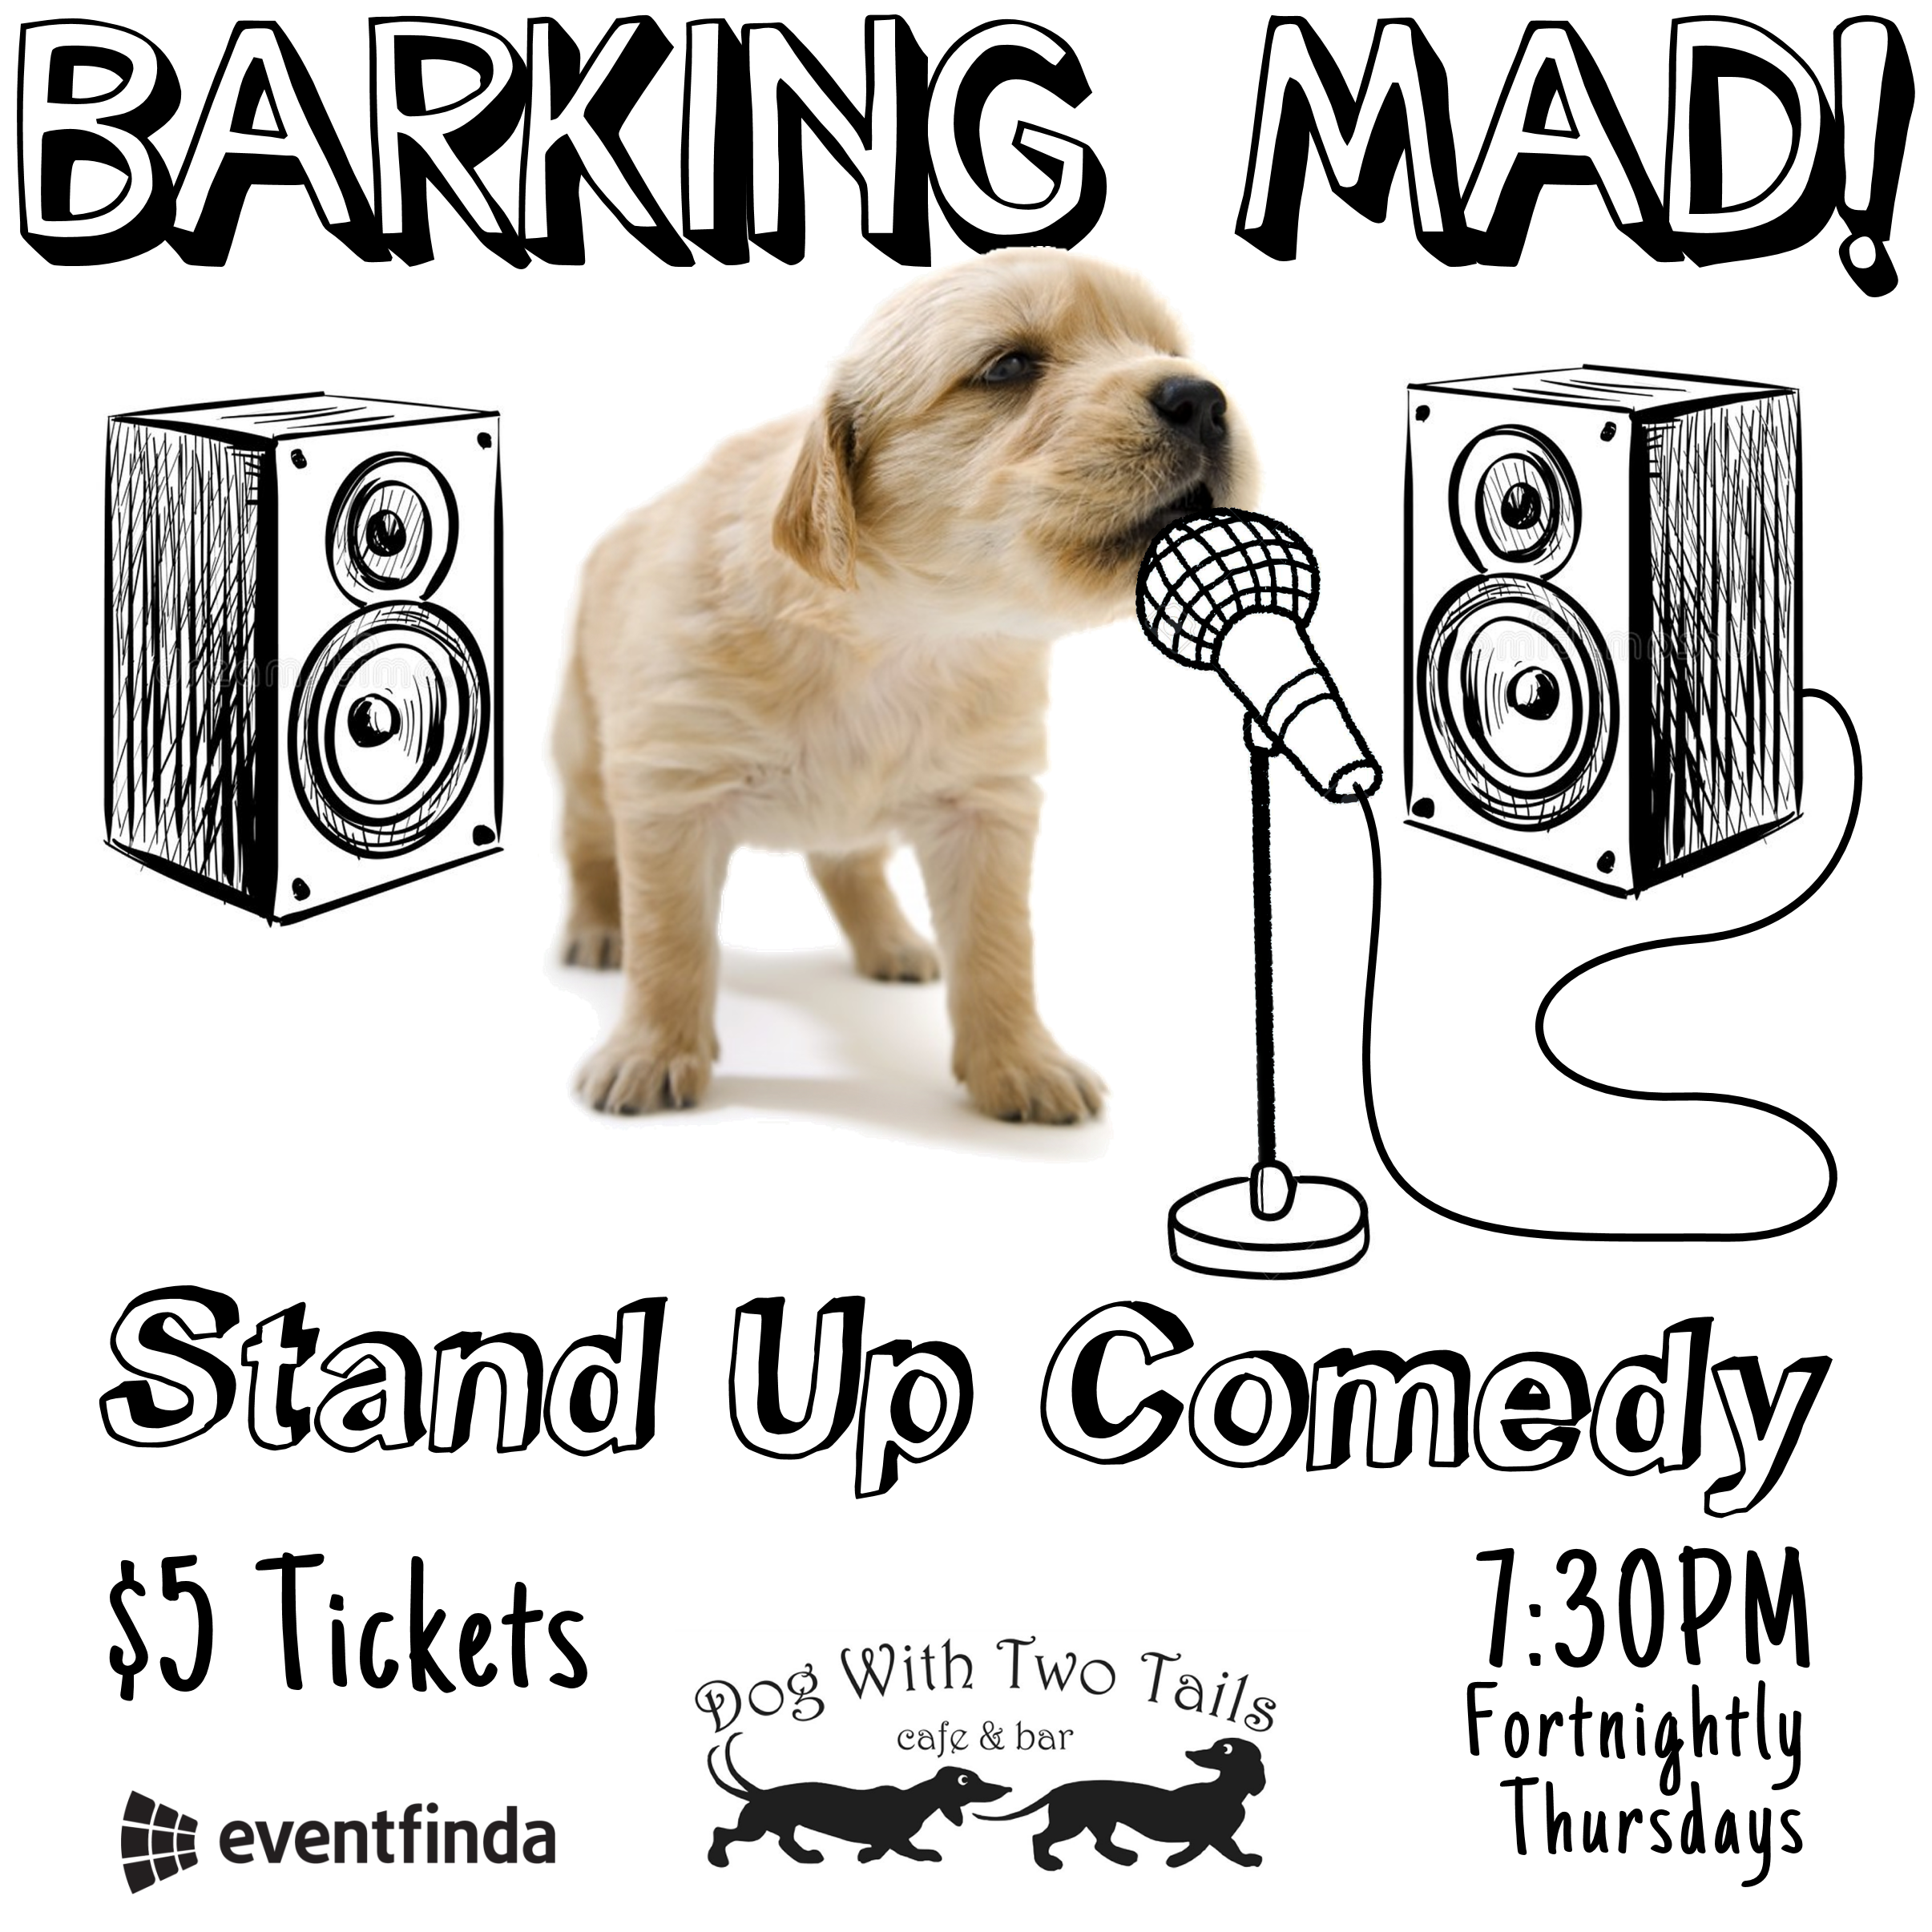 BARKING MAD!
Stand Up Comedy
$5 Tickets
7:30PM
Fortnightly
Thursdays
Dog With Two Tails
cafe & bar
eventfinda